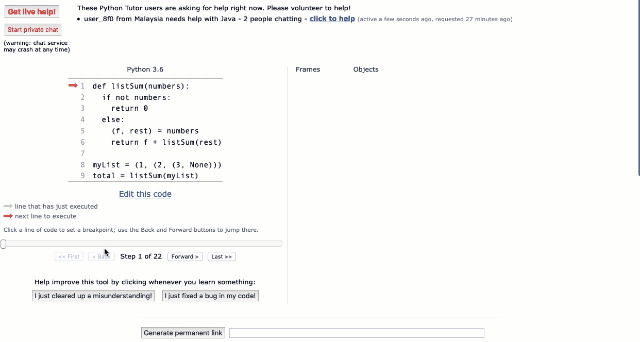 Get live help!
These Python Tutor users are asking for help right now. Please volunteer to help!
• user_8f0 from Malaysia needs help with Java - 2 people chatting - click to help (active a few seconds ago, requested 27 minutes ago)
Start private chat
(warning: chat service
may crash at any time)
Python 3.6
Frames Objects
1 def listSum(numbers):
2   if not numbers:
3     return 0
4   else:
5     (f, rest) = numbers
6     return f + listSum(rest)
7
8 myList = (1, (2, (3, None)))
9 total = listSum(myList)
Edit this code
line that has just executed
next line to execute
Click a line of code to set a breakpoint; use the Back and Forward buttons to jump there.
<< First < Back Step 1 of 22 Forward > Last >>
Help improve this tool by clicking whenever you learn something:
I just cleared up a misunderstanding! I just fixed a bug in my code!
Generate permanent link